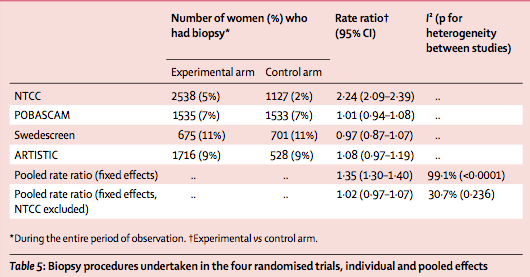 Number of women (%) who had biopsy* Rate ratio† (95% CI) I² (p for heterogeneity between studies)
Experimental arm Control arm
NTCC 2538 (5%) 1127 (2%) 2·24 (2·09–2·39) ..
POBASCAM 1535 (7%) 1533 (7%) 1·01 (0·94–1·08) ..
Swedescreen 675 (11%) 701 (11%) 0·97 (0·87–1·07) ..
ARTISTIC 1716 (9%) 528 (9%) 1·08 (0·97–1·19) ..
Pooled rate ratio (fixed effects) .. .. 1·35 (1·30–1·40) 99·1% (<0·0001)
Pooled rate ratio (fixed effects, NTCC excluded) .. .. 1·02 (0·97–1·07) 30·7% (0·236)
*During the entire period of observation. †Experimental vs control arm.
Table 5: Biopsy procedures undertaken in the four randomised trials, individual and pooled effects